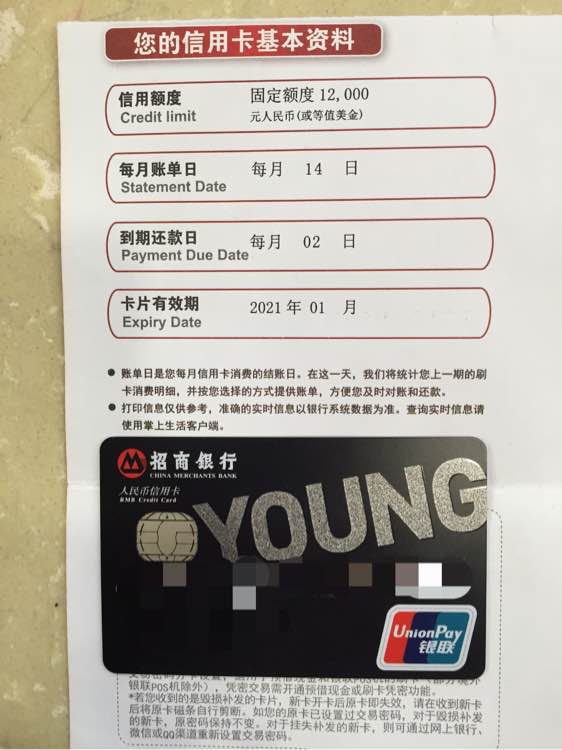 您的信用卡基本资料
信用额度 固定额度 12,000
Credit limit 元人民币(或等值美金)
每月账单日 每月 14 日
Statement Date
到期还款日 每月 02 日
Payment Due Date
卡片有效期 2021 年 01 月
Expiry Date
● 账单日是您每月信用卡消费的结账日。在这一天，我们将统计您上一期的刷
卡消费明细，并按您选择的方式提供账单，方便您及时对账和还款。
● 打印信息仅供参考，准确的实时信息以银行系统数据为准。查询实时信息请
使用掌上生活客户端。
招商银行
CHINA MERCHANTS BANK
人民币信用卡
RMB Credit Card
YOUNG
UnionPay
银联
银联POS机除外），凭密交易需开通预借现金或刷卡凭密功能。
*若您收到的是毁损补发的卡片，新卡开卡后原卡即失效，请在收到新卡
后将原卡磁条自行剪断。如您的原卡已设置过交易密码，对于毁损补发
的新卡，原密码保持不变。对于挂失补发的新卡，则可通过网上银行、
微信或QQ渠道重新设置交易密码。